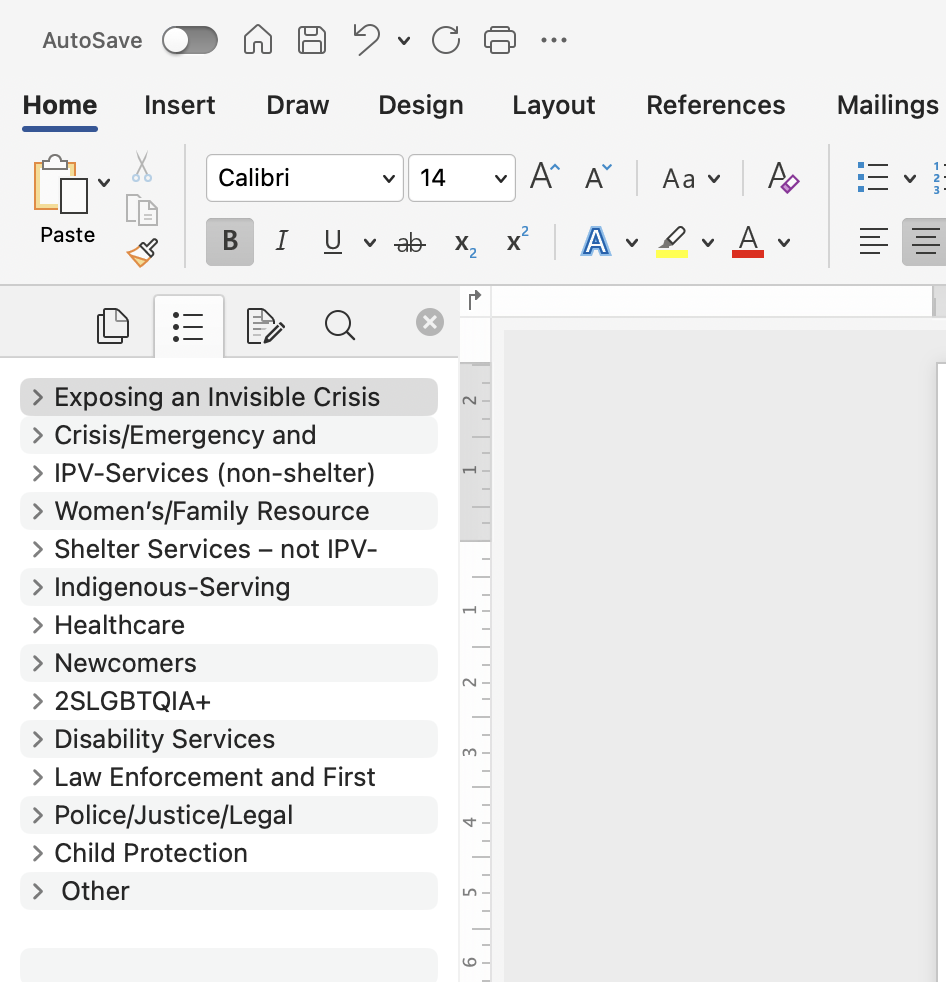 AutoSave
Home Insert Draw Design Layout References Mailings
Paste
Calibri 14 A A Aa A
B I U ab x2 x2 A A
1
2
3
Exposing an Invisible Crisis
Crisis/Emergency and
IPV-Services (non-shelter)
Women's/Family Resource
Shelter Services – not IPV-
Indigenous-Serving
Healthcare
Newcomers
2SLGBTQIA+
Disability Services
Law Enforcement and First
Police/Justice/Legal
Child Protection
Other
2
1
1
2
3
4
5
6